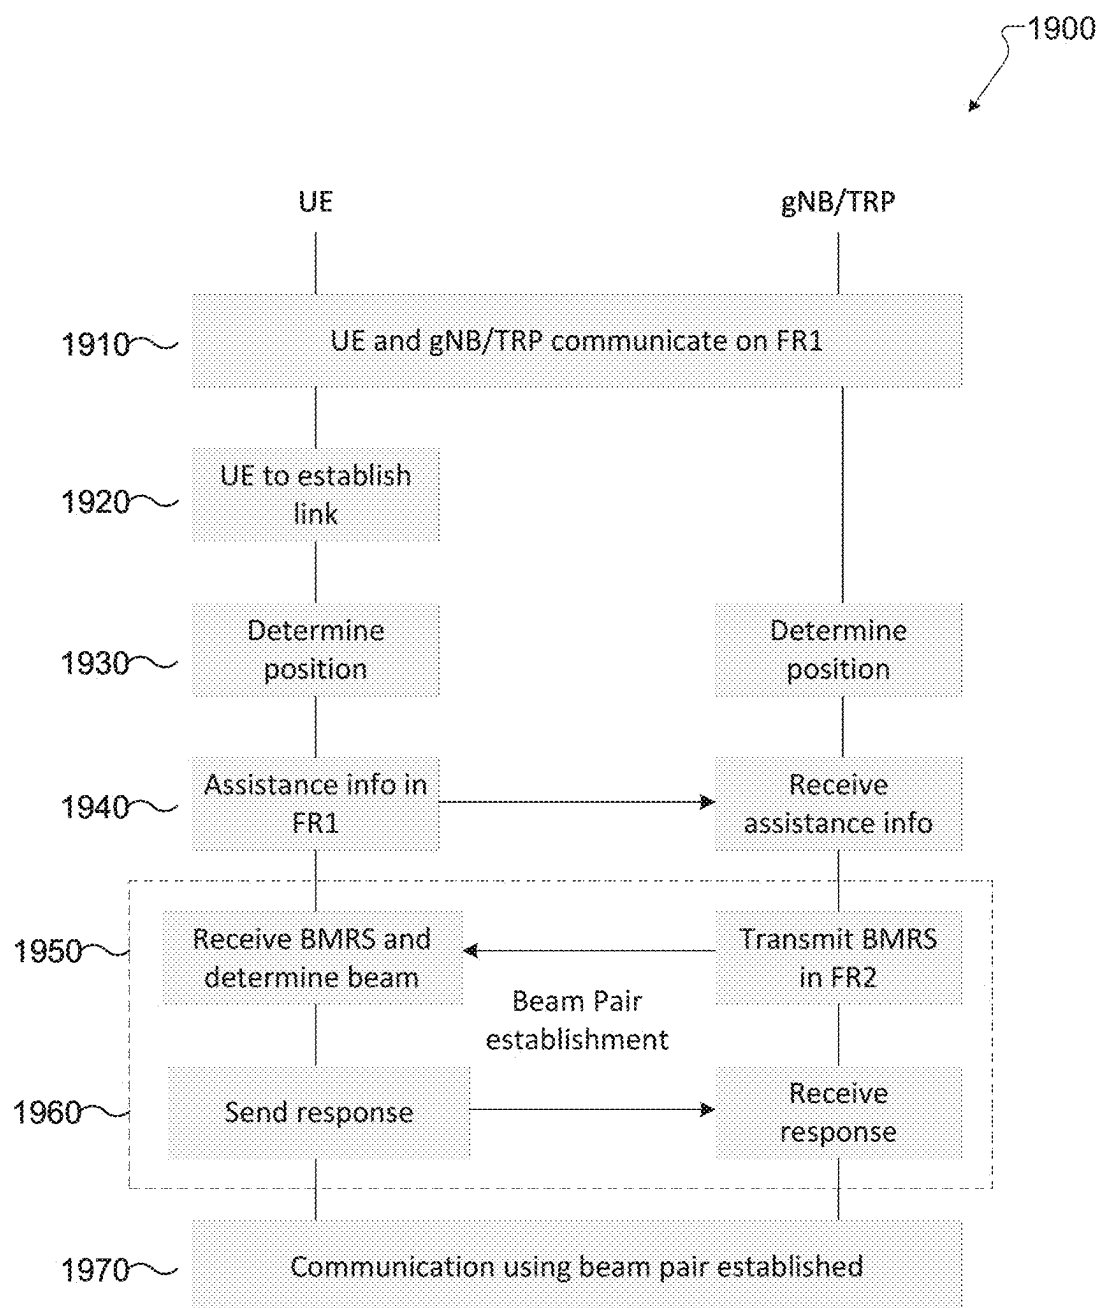 1900
UE
gNB/TRP
1910
UE and gNB/TRP communicate on FR1
1920
UE to establish
link
1930
Determine
position
Determine
position
1940
Assistance info in
FR1
Receive
assistance info
1950
Receive BMRS and
determine beam
Transmit BMRS
in FR2
Beam Pair
establishment
1960
Send response
Receive
response
1970
Communication using beam pair established